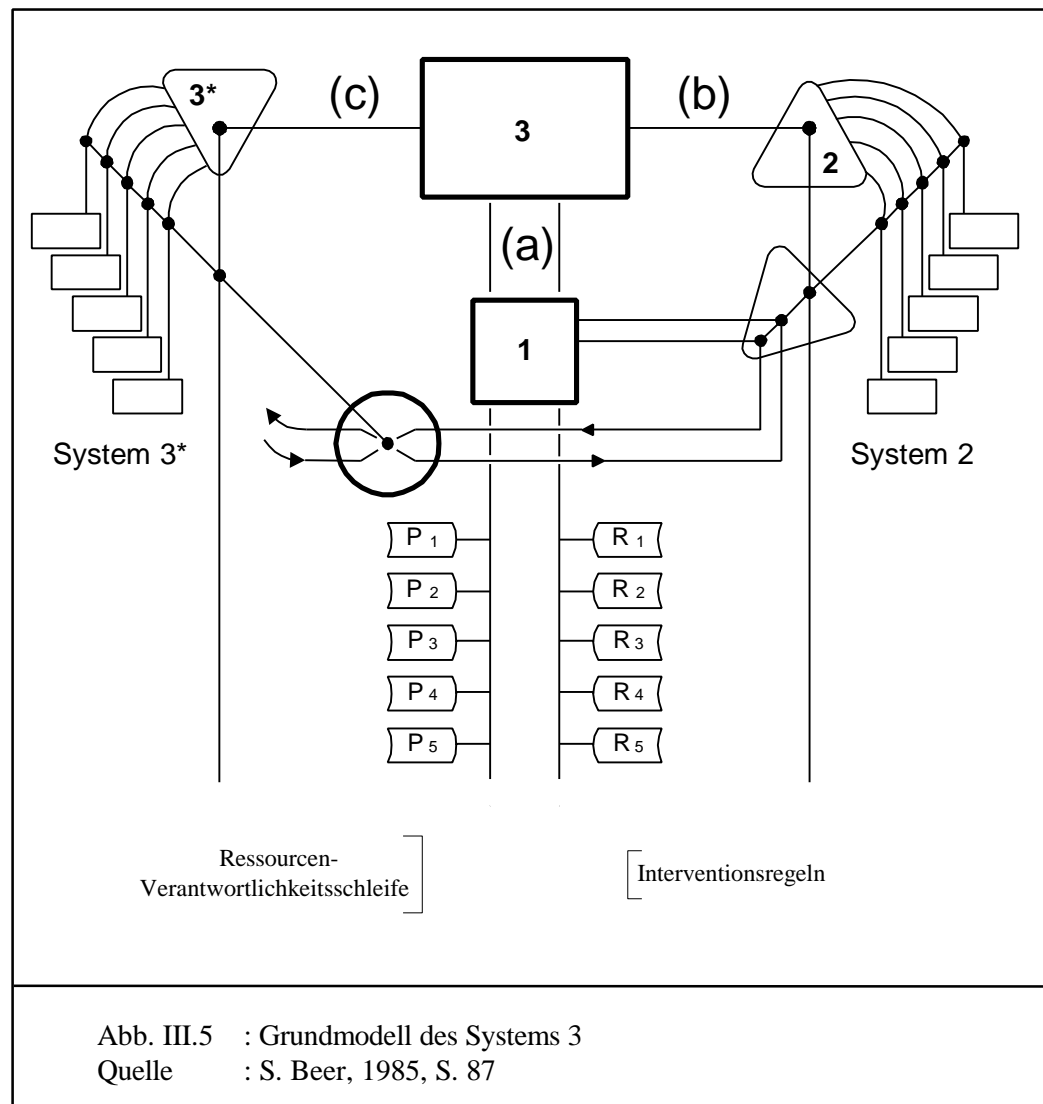 3* (c) 3 (b) 2
(a)
1
System 3* System 2
P 1 R 1
P 2 R 2
P 3 R 3
P 4 R 4
P 5 R 5
Ressourcen-
Verantwortlichkeitsschleife
Interventionsregeln
Abb. III.5 : Grundmodell des Systems 3
Quelle : S. Beer, 1985, S. 87